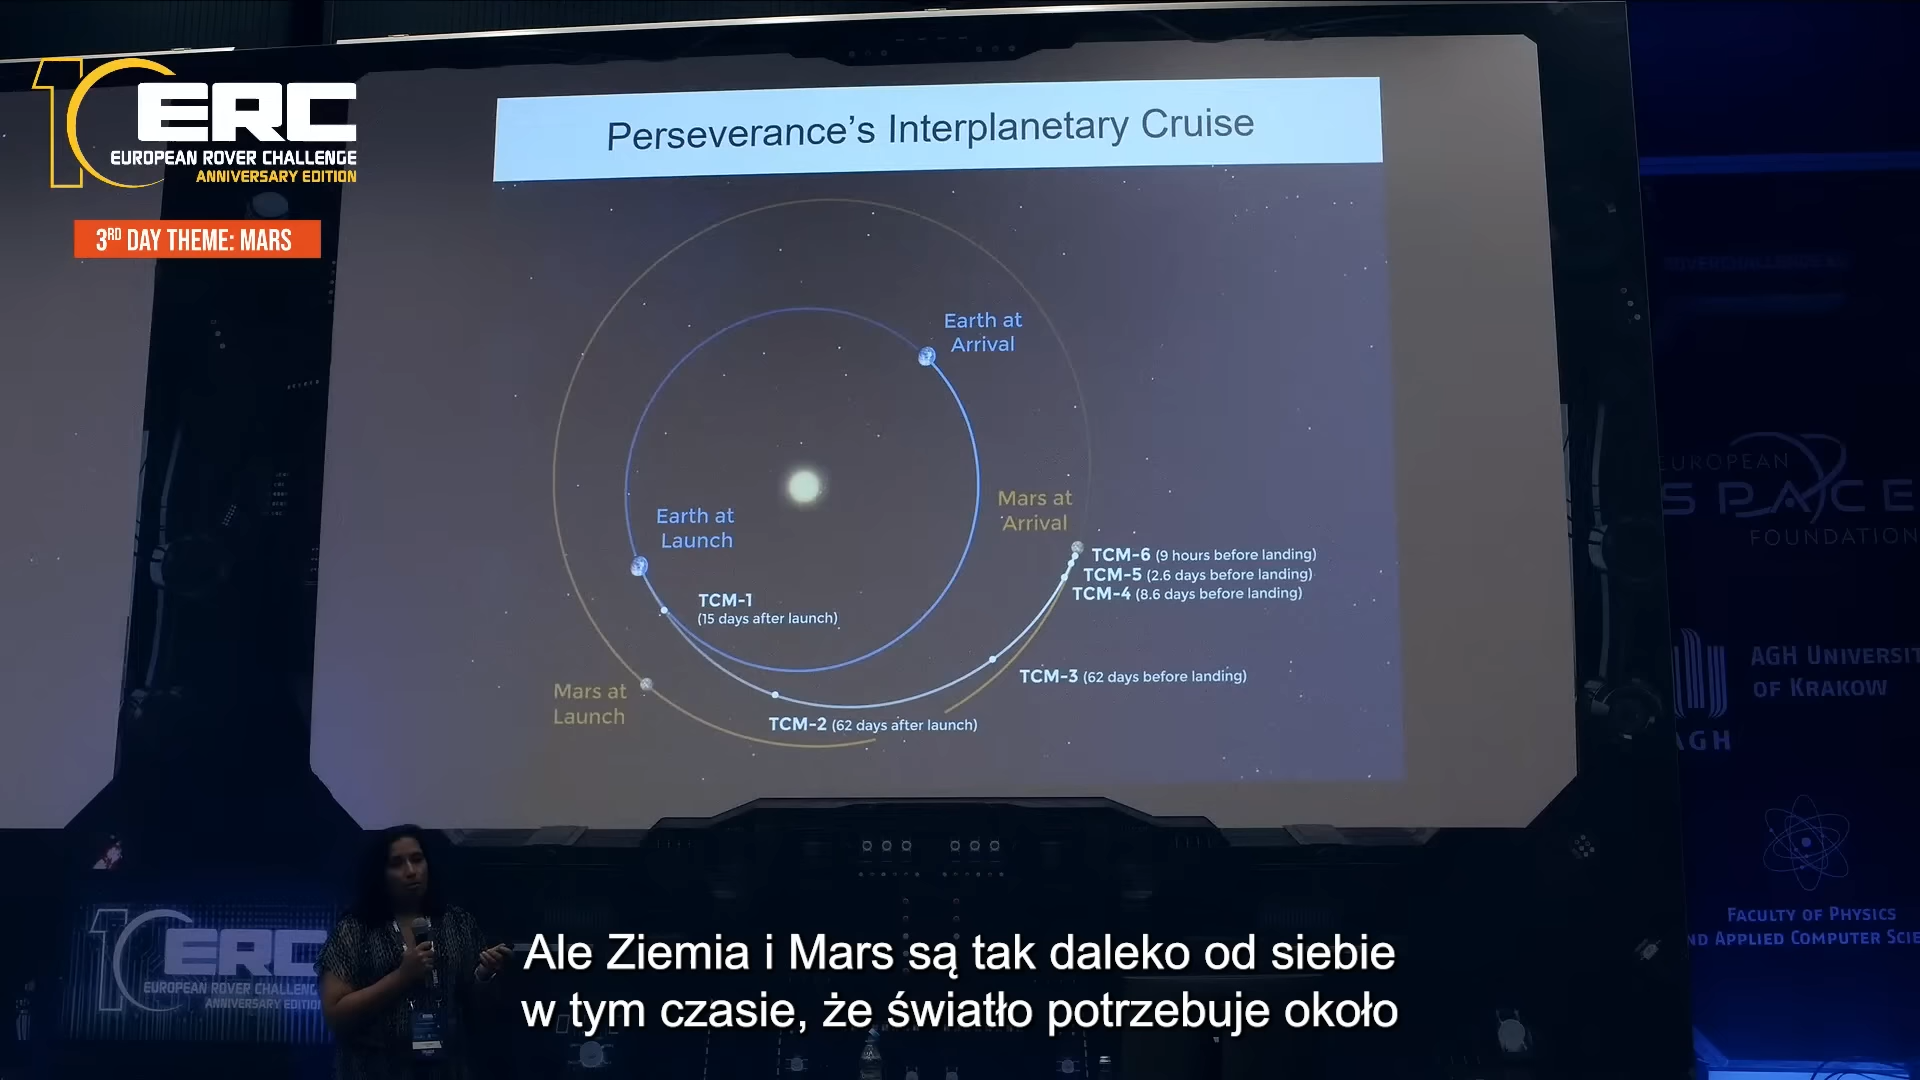 10 ERC
EUROPEAN ROVER CHALLENGE
ANNIVERSARY EDITION
3RD DAY THEME: MARS
Perseverance's Interplanetary Cruise
Earth at
Arrival
Mars at
Arrival
Earth at
Launch
TCM-6 (9 hours before landing)
TCM-5 (2.6 days before landing)
TCM-4 (8.6 days before landing)
TCM-1
(15 days after launch)
TCM-3 (62 days before landing)
Mars at
Launch
TCM-2 (62 days after launch)
EUROPEAN
SPACE
FOUNDATION
AGH UNIVERSIT
OF KRAKOW
AGH
FACULTY OF PHYSICS
ND APPLIED COMPUTER SCIE
10 ERC
EUROPEAN ROVER CHALLENG
ANNIVERSARY EDITION
Ale Ziemia i Mars są tak daleko od siebie
w tym czasie, że światło potrzebuje około